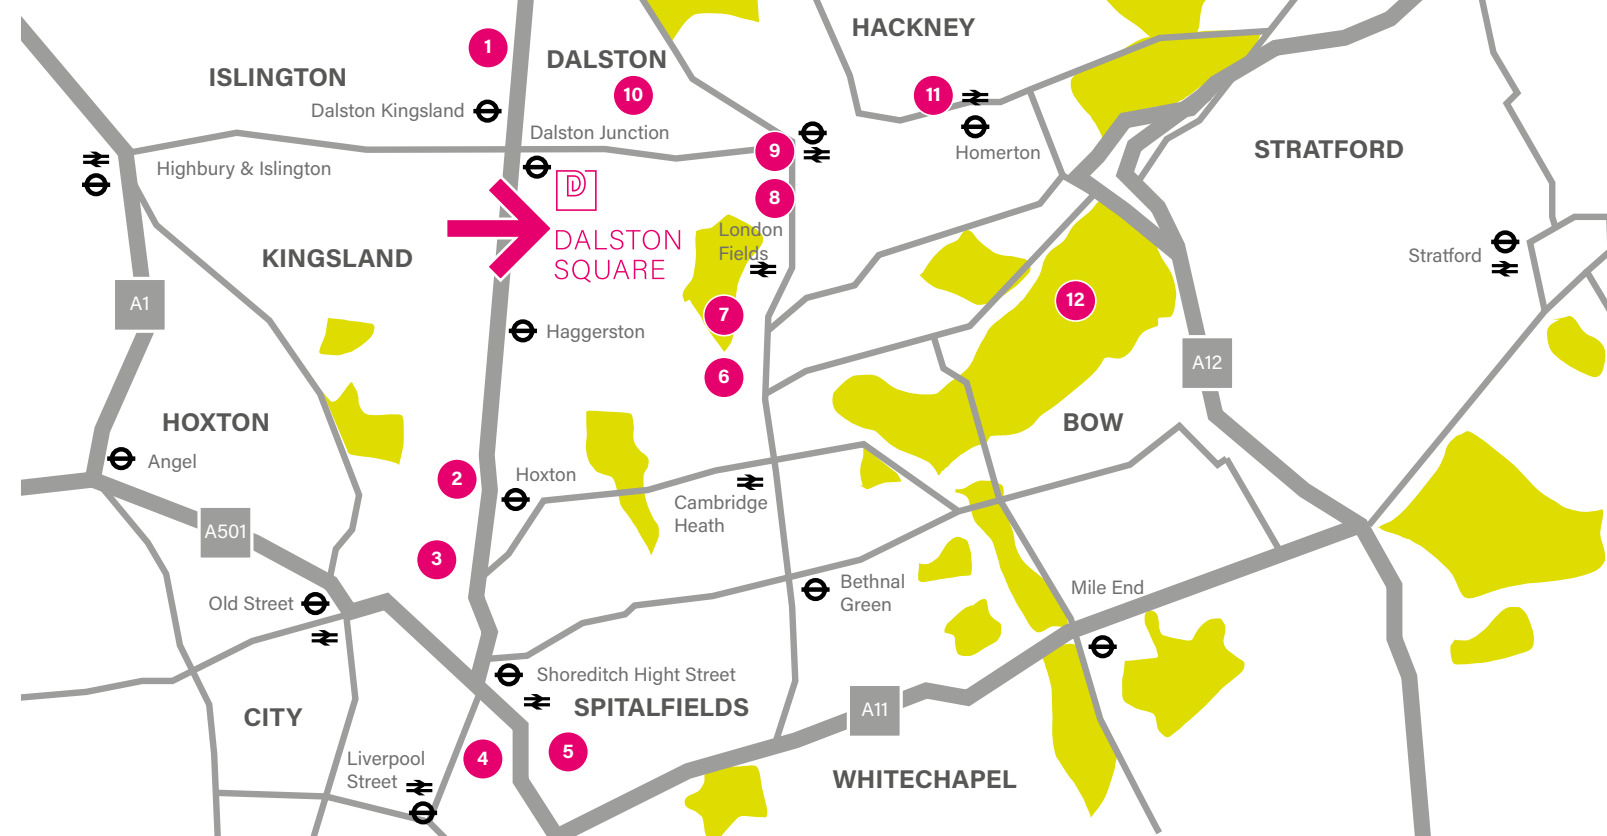 HACKNEY
1
DALSTON
ISLINGTON
10
11
Dalston Kingsland
Dalston Junction
Homerton
9
STRATFORD
Highbury & Islington
8
D
London
Fields
DALSTON
SQUARE
KINGSLAND
Stratford
A1
12
7
Haggerston
A12
6
HOXTON
BOW
Angel
2
Hoxton
Cambridge
Heath
A501
3
Bethnal
Green
Mile End
Old Street
Shoreditch Hight Street
SPITALFIELDS
A11
CITY
5
4
Liverpool
Street
WHITECHAPEL